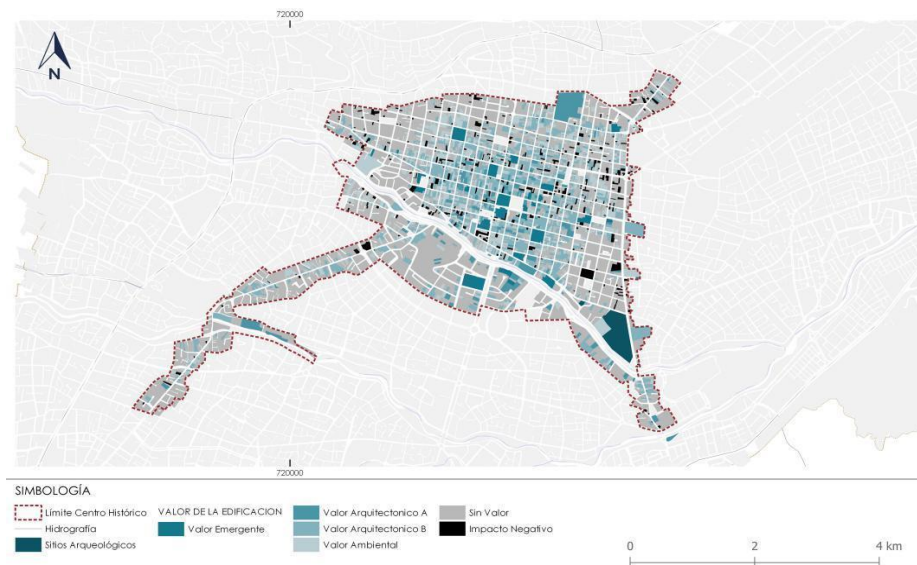 720000
N
720000
SIMBOLOGÍA
Límite Centro Histórico
Hidrografía
Sitios Arqueológicos
VALOR DE LA EDIFICACION
Valor Emergente
Valor Arquitectonico A
Valor Arquitectonico B
Valor Ambiental
Sin Valor
Impacto Negativo
0 2 4 km